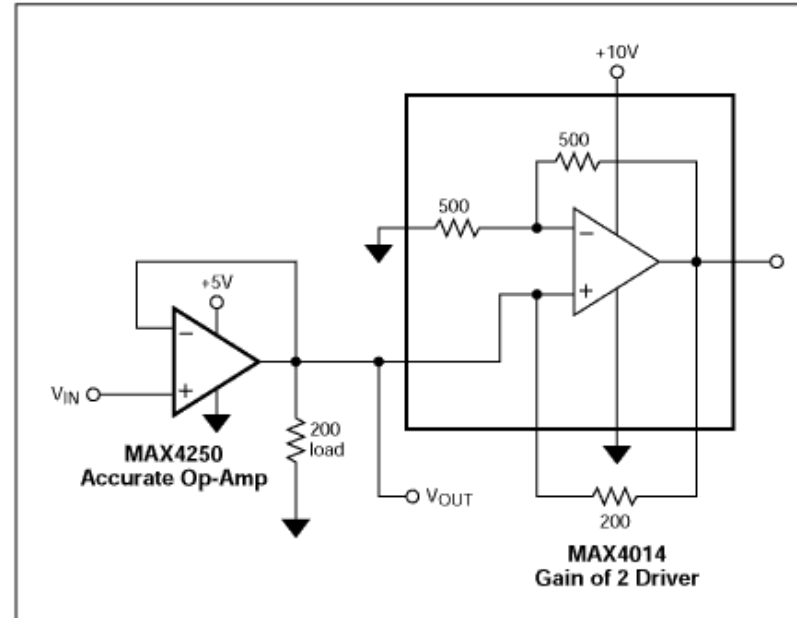 +10V
500
500
−
+
+5V
−
+
VIN
200
load
MAX4250
Accurate Op-Amp
VOUT
200
MAX4014
Gain of 2 Driver